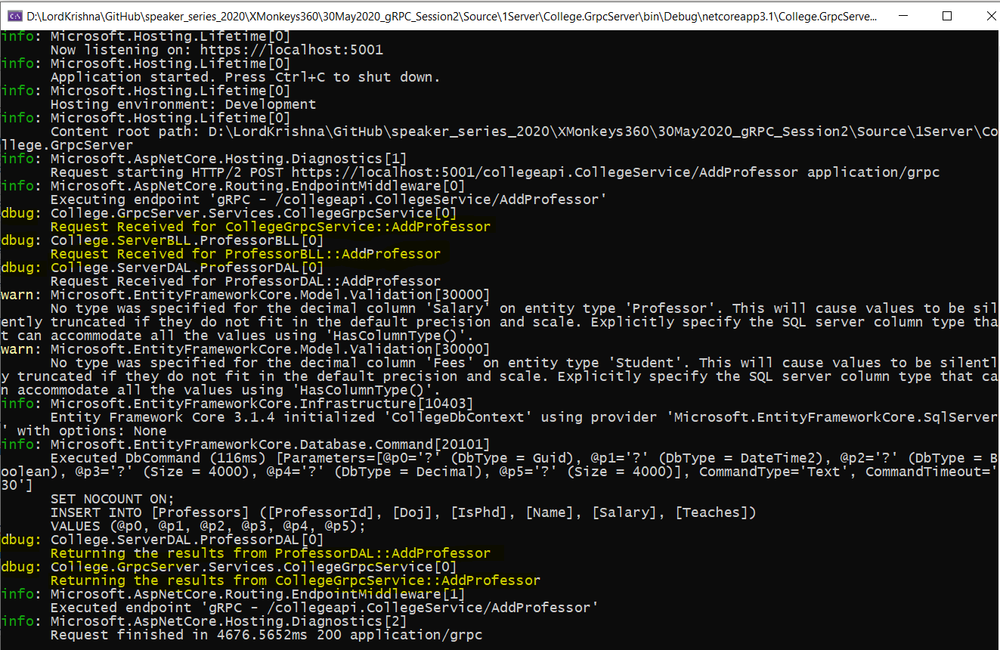 D:\LordKrishna\GitHub\speaker_series_2020\XMonkeys360\30May2020_gRPC_Session2\Source\1Server\College.GrpcServer\bin\Debug\netcoreapp3.1\College.GrpcServe...
info: Microsoft.Hosting.Lifetime[0]
Now listening on: https://localhost:5001
info: Microsoft.Hosting.Lifetime[0]
Application started. Press Ctrl+C to shut down.
info: Microsoft.Hosting.Lifetime[0]
Hosting environment: Development
info: Microsoft.Hosting.Lifetime[0]
Content root path: D:\LordKrishna\GitHub\speaker_series_2020\XMonkeys360\30May2020_gRPC_Session2\Source\1Server\Co
llege.GrpcServer
info: Microsoft.AspNetCore.Hosting.Diagnostics[1]
Request starting HTTP/2 POST https://localhost:5001/collegeapi.CollegeService/AddProfessor application/grpc
info: Microsoft.AspNetCore.Routing.EndpointMiddleware[0]
Executing endpoint 'gRPC - /collegeapi.CollegeService/AddProfessor'
dbug: College.GrpcServer.Services.CollegeGrpcService[0]
Request Received for CollegeGrpcService::AddProfessor
dbug: College.ServerBLL.ProfessorBLL[0]
Request Received for ProfessorBLL::AddProfessor
dbug: College.ServerDAL.ProfessorDAL[0]
Request Received for ProfessorDAL::AddProfessor
warn: Microsoft.EntityFrameworkCore.Model.Validation[30000]
No type was specified for the decimal column 'Salary' on entity type 'Professor'. This will cause values to be sil
ently truncated if they do not fit in the default precision and scale. Explicitly specify the SQL server column type tha
t can accommodate all the values using 'HasColumnType()'.
warn: Microsoft.EntityFrameworkCore.Model.Validation[30000]
No type was specified for the decimal column 'Fees' on entity type 'Student'. This will cause values to be silentl
y truncated if they do not fit in the default precision and scale. Explicitly specify the SQL server column type that ca
n accommodate all the values using 'HasColumnType()'.
info: Microsoft.EntityFrameworkCore.Infrastructure[10403]
Entity Framework Core 3.1.4 initialized 'CollegeDbContext' using provider 'Microsoft.EntityFrameworkCore.SqlServer
' with options: None
info: Microsoft.EntityFrameworkCore.Database.Command[20101]
Executed DbCommand (116ms) [Parameters=[@p0='?' (DbType = Guid), @p1='?' (DbType = DateTime2), @p2='?' (DbType = B
oolean), @p3='?' (Size = 4000), @p4='?' (DbType = Decimal), @p5='?' (Size = 4000)], CommandType='Text', CommandTimeout='
30']
SET NOCOUNT ON;
INSERT INTO [Professors] ([ProfessorId], [Doj], [IsPhd], [Name], [Salary], [Teaches])
VALUES (@p0, @p1, @p2, @p3, @p4, @p5);
dbug: College.ServerDAL.ProfessorDAL[0]
Returning the results from ProfessorDAL::AddProfessor
dbug: College.GrpcServer.Services.CollegeGrpcService[0]
Returning the results from CollegeGrpcService::AddProfessor
info: Microsoft.AspNetCore.Routing.EndpointMiddleware[1]
Executed endpoint 'gRPC - /collegeapi.CollegeService/AddProfessor'
info: Microsoft.AspNetCore.Hosting.Diagnostics[2]
Request finished in 4676.5652ms 200 application/grpc